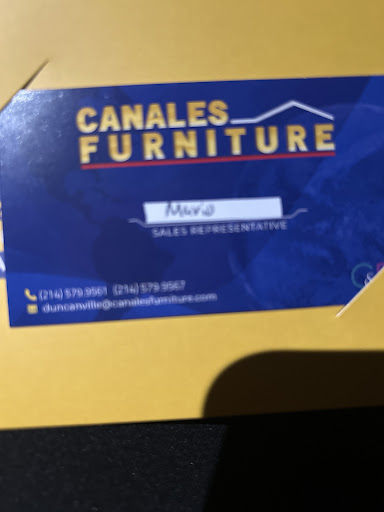 CANALES
FURNITURE
Mario
SALES REPRESENTATIVE
(214) 579.9561 (214) 579.9567
duncanville@canalesfurniture.com